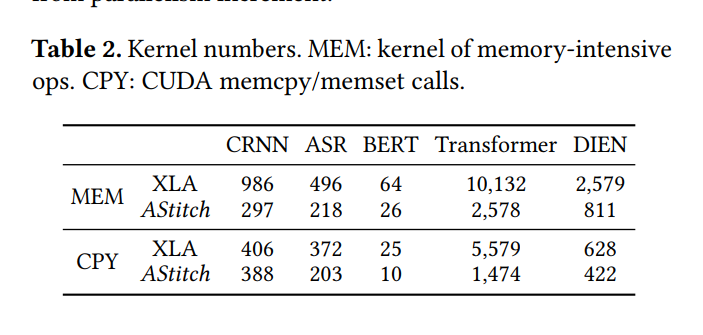 Table 2. Kernel numbers. MEM: kernel of memory-intensive
ops. CPY: CUDA memcpy/memset calls.
CRNN ASR BERT Transformer DIEN
MEM
XLA 986 496 64 10,132 2,579
AStitch 297 218 26 2,578 811
CPY
XLA 406 372 25 5,579 628
AStitch 388 203 10 1,474 422